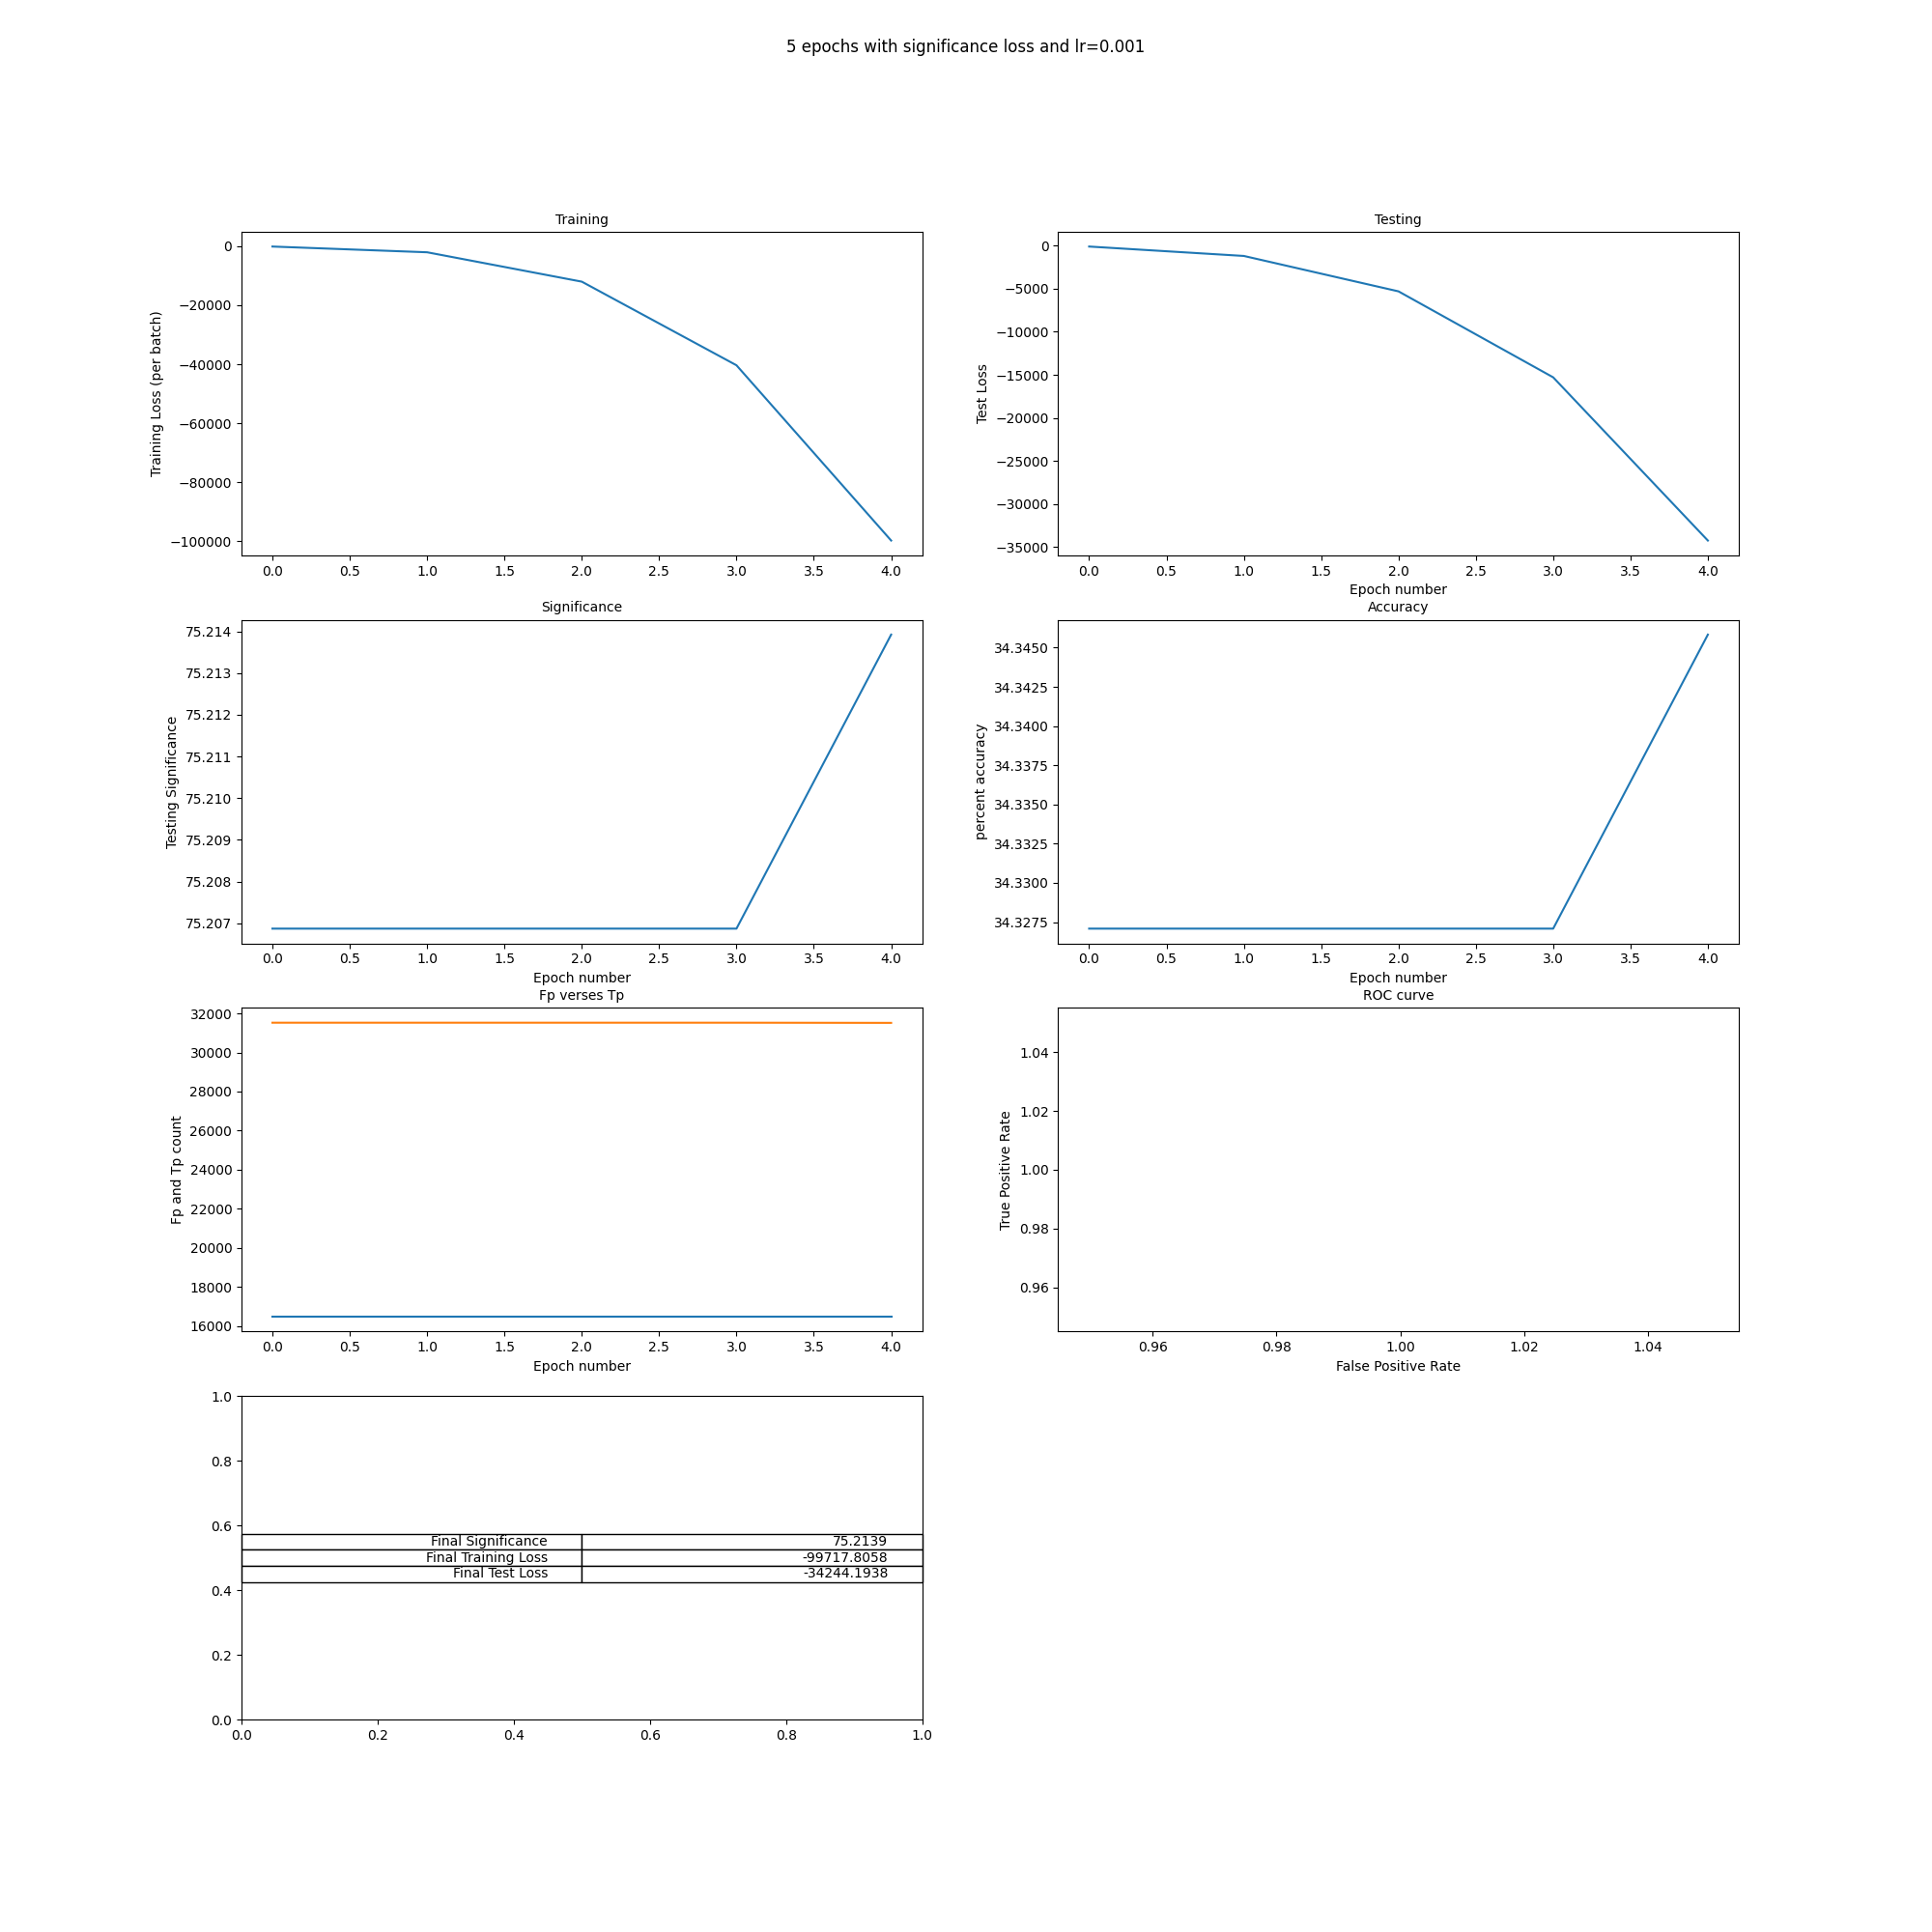 5 epochs with significance loss and lr=0.001
Training
Training Loss (per batch)
0
−20000
−40000
−60000
−80000
−100000
0.0 0.5 1.0 1.5 2.0 2.5 3.0 3.5 4.0
Testing
Test Loss
0
−5000
−10000
−15000
−20000
−25000
−30000
−35000
0.0 0.5 1.0 1.5 2.0 2.5 3.0 3.5 4.0
Epoch number
Significance
Testing Significance
75.214
75.213
75.212
75.211
75.210
75.209
75.208
75.207
0.0 0.5 1.0 1.5 2.0 2.5 3.0 3.5 4.0
Epoch number
Accuracy
percent accuracy
34.3450
34.3425
34.3400
34.3375
34.3350
34.3325
34.3300
34.3275
0.0 0.5 1.0 1.5 2.0 2.5 3.0 3.5 4.0
Epoch number
Fp verses Tp
Fp and Tp count
32000
30000
28000
26000
24000
22000
20000
18000
16000
0.0 0.5 1.0 1.5 2.0 2.5 3.0 3.5 4.0
Epoch number
ROC curve
True Positive Rate
1.04
1.02
1.00
0.98
0.96
0.96 0.98 1.00 1.02 1.04
False Positive Rate
1.0
0.8
0.6
Final Significance 75.2139
Final Training Loss -99717.8058
Final Test Loss -34244.1938
0.4
0.2
0.0
0.0 0.2 0.4 0.6 0.8 1.0